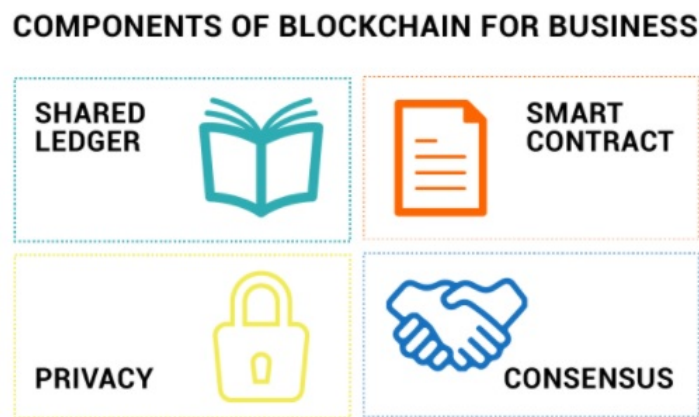 COMPONENTS OF BLOCKCHAIN FOR BUSINESS
SHARED
LEDGER
SMART
CONTRACT
PRIVACY
CONSENSUS